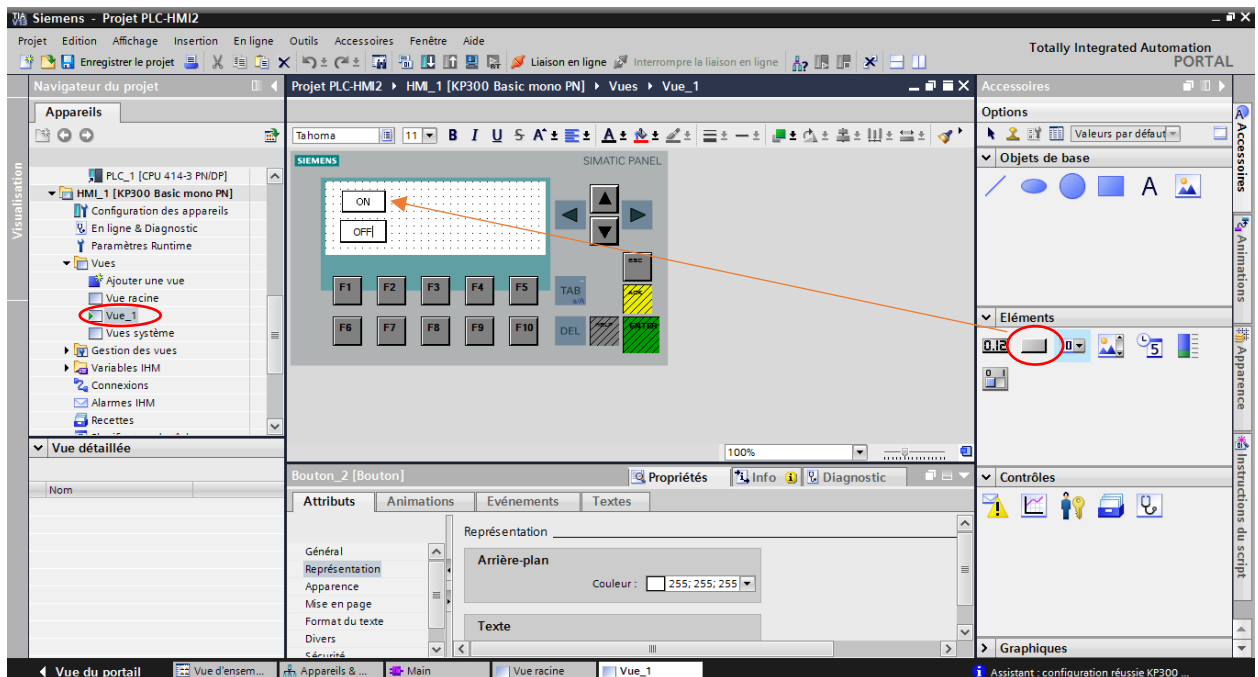 Siemens - Projet PLC-HMI2
Projet Edition Affichage Insertion En ligne Outils Accessoires Fenêtre Aide
Totally Integrated Automation
PORTAL
Enregistrer le projet
Liaison en ligne
Interrompre la liaison en ligne
Navigateur du projet
Appareils
Visualisation
PLC_1 [CPU 414-3 PN/DP]
HMI_1 [KP300 Basic mono PN]
Configuration des appareils
En ligne & Diagnostic
Paramètres Runtime
Vues
Ajouter une vue
Vue racine
Vue_1
Vues système
Gestion des vues
Variables IHM
Connexions
Alarmes IHM
Recettes
Vue détaillée
Nom
Projet PLC-HMI2 HMI_1 [KP300 Basic mono PN] Vues Vue_1
Tahoma 11 B I U S A A
SIEMENS SIMATIC PANEL
ON
OFF
ESC
F1 F2 F3 F4 F5 TAB ACK
F6 F7 F8 F9 F10 DEL HELP ENTER
100%
Bouton_2 [Bouton]
Propriétés Info Diagnostic
Attributs Animations Evénements Textes
Général
Représentation
Apparence
Mise en page
Format du texte
Divers
Sécurité
Représentation
Arrière-plan
Couleur : 255; 255; 255
Texte
Accessoires
Options
Valeurs par défaut
Objets de base
A
Eléments
0.12
5
0 1
Contrôles
Graphiques
Accessoires
Animations
Apparence
Instructions du script
Vue du portail Vue d'ensem... Appareils & ... Main Vue racine Vue_1
Assistant : configuration réussie KP300 ...